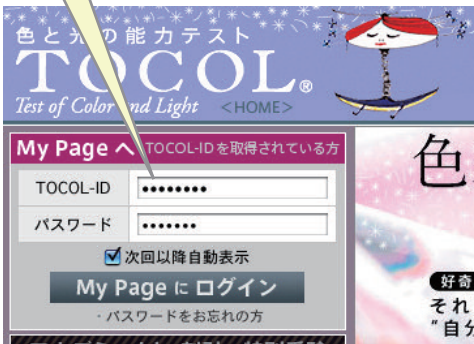 色と光の能力テスト
TOCOL®
Test of Color and Light <HOME>
My Page へ TOCOL-IDを取得されている方
TOCOL-ID ••••••••
パスワード •••••••
次回以降自動表示
My Page に ログイン
・パスワードをお忘れの方
色
好奇
それ
"自分